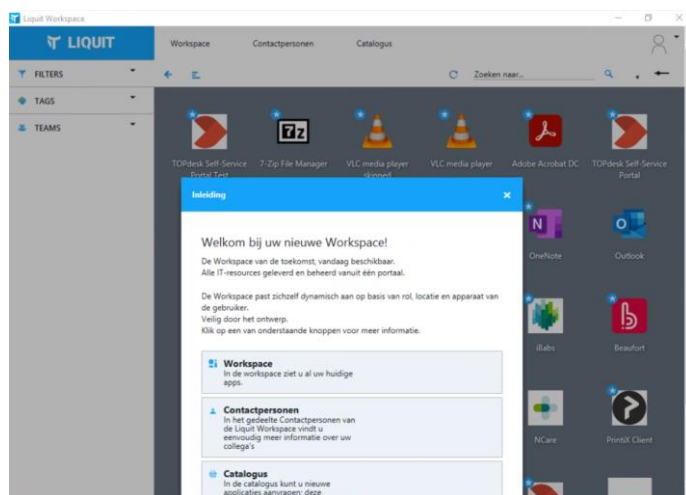 Liquit Workspace
LIQUIT
Workspace Contactpersonen Catalogus
FILTERS
Zoeken naar...
TAGS
TEAMS
7z
TOPdesk Self-Service Portal Test
7-Zip File Manager
VLC media player skinned
VLC media player
Adobe Acrobat DC
TOPdesk Self-Service Portal
Inleiding
Welkom bij uw nieuwe Workspace!
De Workspace van de toekomst, vandaag beschikbaar.
Alle IT-resources geleverd en beheerd vanuit één portaal.
De Workspace past zichzelf dynamisch aan op basis van rol, locatie en apparaat van
de gebruiker.
Veilig door het ontwerp.
Klik op een van onderstaande knoppen voor meer informatie.
Workspace
In de workspace ziet u al uw huidige
apps.
Contactpersonen
In het gedeelte Contactpersonen van
de Liquit Workspace vindt u
eenvoudig meer informatie over uw
collega's
Catalogus
In de catalogus kunt u nieuwe
applicaties aanvragen; deze
N
OneNote
O
Outlook
iBabs
b
Beaufort
NCare
Printix Client